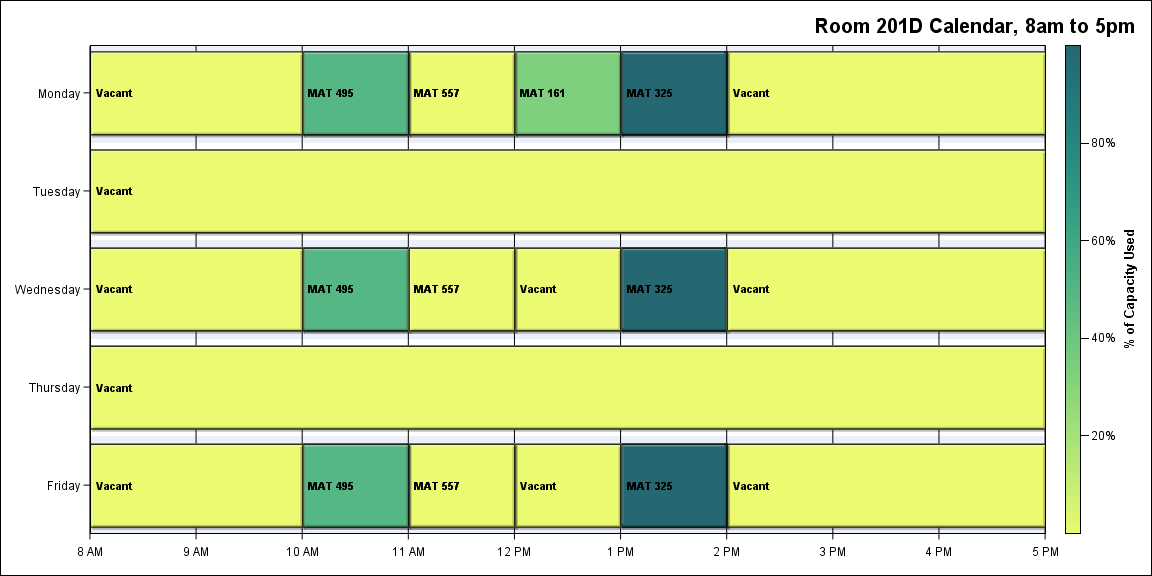 Room 201D Calendar, 8am to 5pm
Monday
Vacant
MAT 495
MAT 557
MAT 161
MAT 325
Vacant
Tuesday
Vacant
Wednesday
Vacant
MAT 495
MAT 557
Vacant
MAT 325
Vacant
Thursday
Vacant
Friday
Vacant
MAT 495
MAT 557
Vacant
MAT 325
Vacant
8 AM
9 AM
10 AM
11 AM
12 PM
1 PM
2 PM
3 PM
4 PM
5 PM
80%
60%
40%
20%
% of Capacity Used